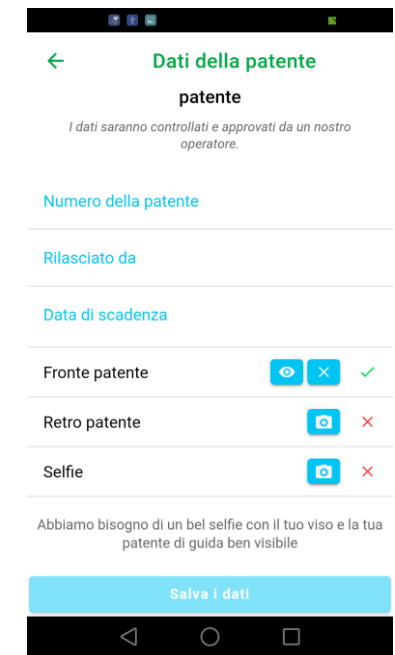 Dati della patente
patente
I dati saranno controllati e approvati da un nostro
operatore.
Numero della patente
Rilasciato da
Data di scadenza
Fronte patente
Retro patente
Selfie
Abbiamo bisogno di un bel selfie con il tuo viso e la tua
patente di guida ben visibile
Salva i dati